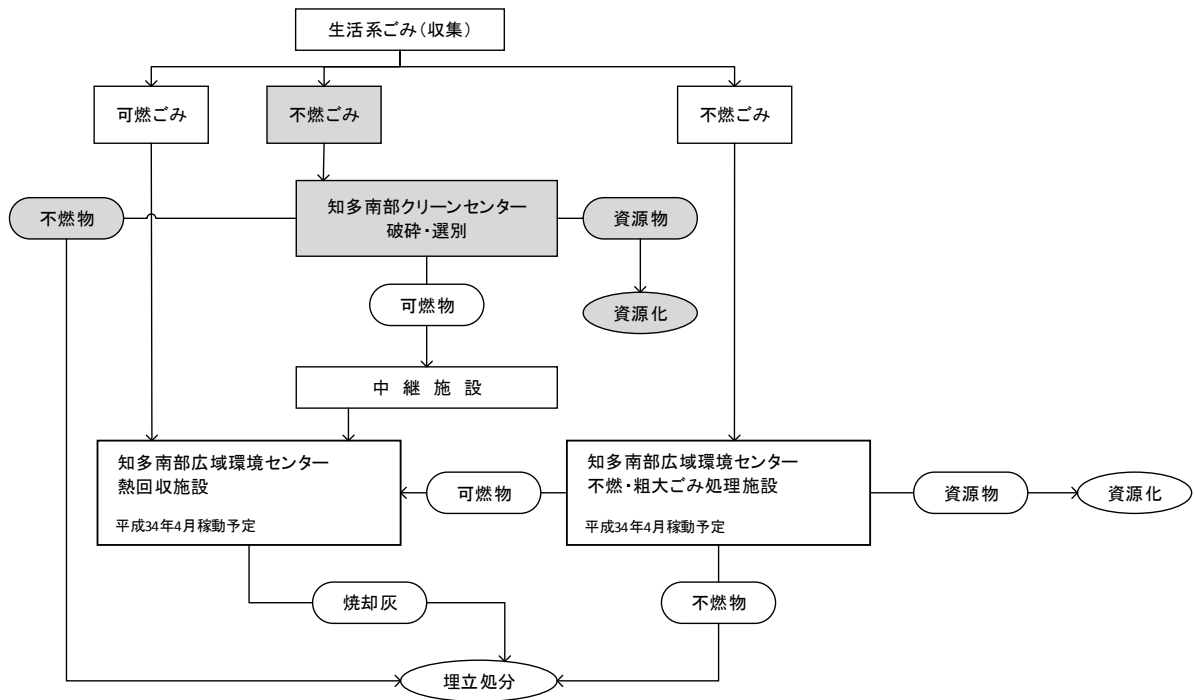 生活系ごみ(収集)
可燃ごみ
不燃ごみ
不燃ごみ
不燃物
知多南部クリーンセンター
破砕・選別
資源物
可燃物
資源化
中継施設
知多南部広域環境センター
熱回収施設
平成34年4月稼動予定
可燃物
知多南部広域環境センター
不燃・粗大ごみ処理施設
平成34年4月稼動予定
資源物
資源化
焼却灰
不燃物
埋立処分